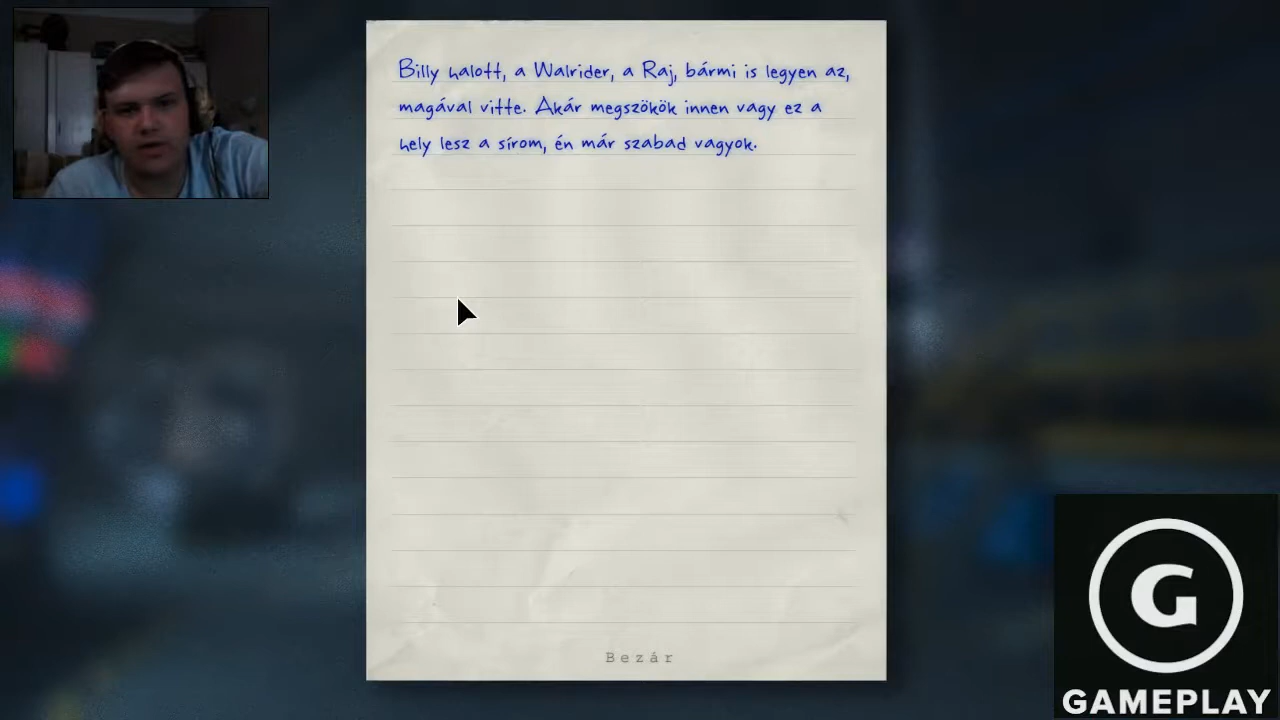 Billy halott, a Walrider, a Raj, bármi is legyen az,
magával vitte. Akár megszökök innen vagy ez a
hely lesz a sírom, én már szabad vagyok.
Bezár
G
GAMEPLAY